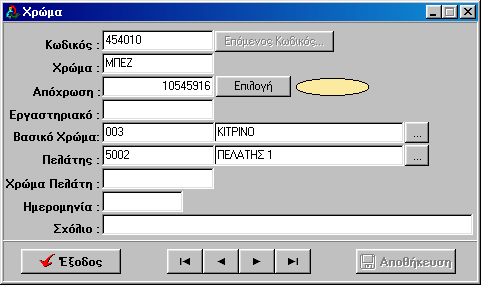 Χρώμα
Κωδικός : 454010 Επόμενος Κωδικός...
Χρώμα : ΜΠΕΖ
Απόχρωση : 10545916 Επιλογή
Εργαστηριακό :
Βασικό Χρώμα: 003 ΚΙΤΡΙΝΟ ...
Πελάτης : 5002 ΠΕΛΑΤΗΣ 1 ...
Χρώμα Πελάτη :
Ημερομηνία :
Σχόλιο :
Έξοδος Αποθήκευση